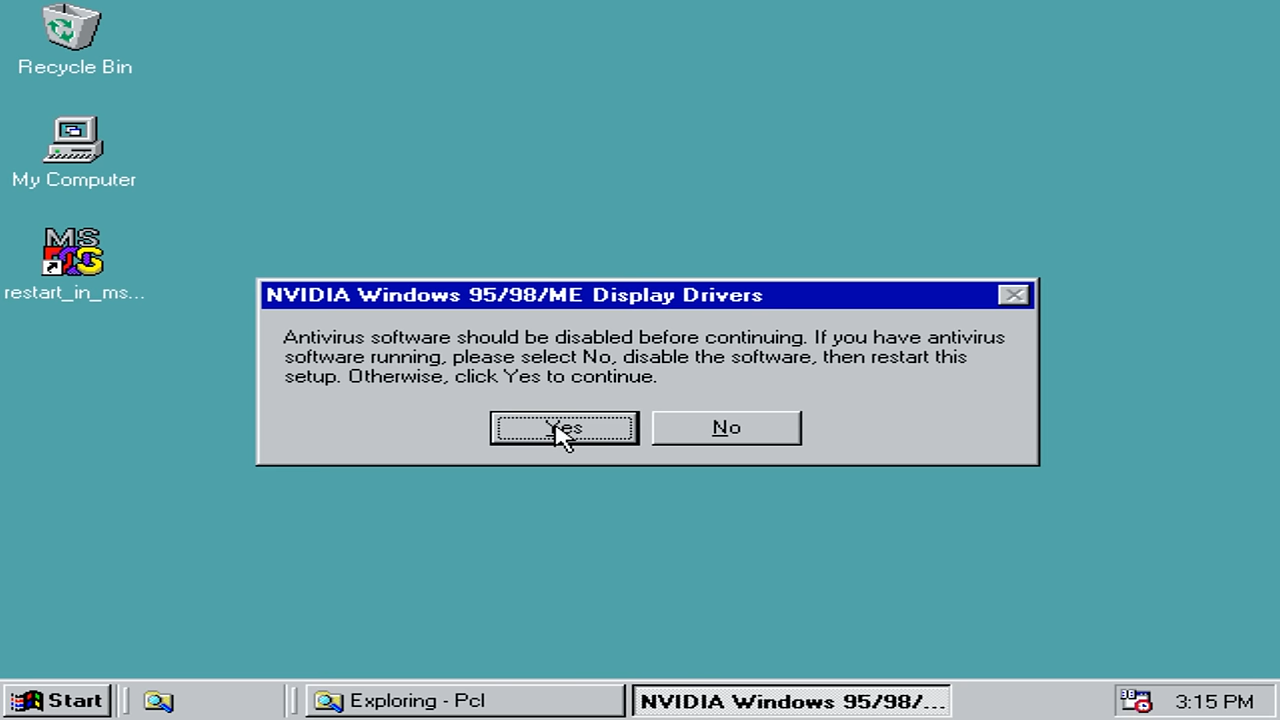 Recycle Bin
My Computer
MS
restart_in_ms...
NVIDIA Windows 95/98/ME Display Drivers
Antivirus software should be disabled before continuing. If you have antivirus
software running, please select No, disable the software, then restart this
setup. Otherwise, click Yes to continue.
Yes
No
Start
Exploring - Pcl
NVIDIA Windows 95/98/...
3:15 PM